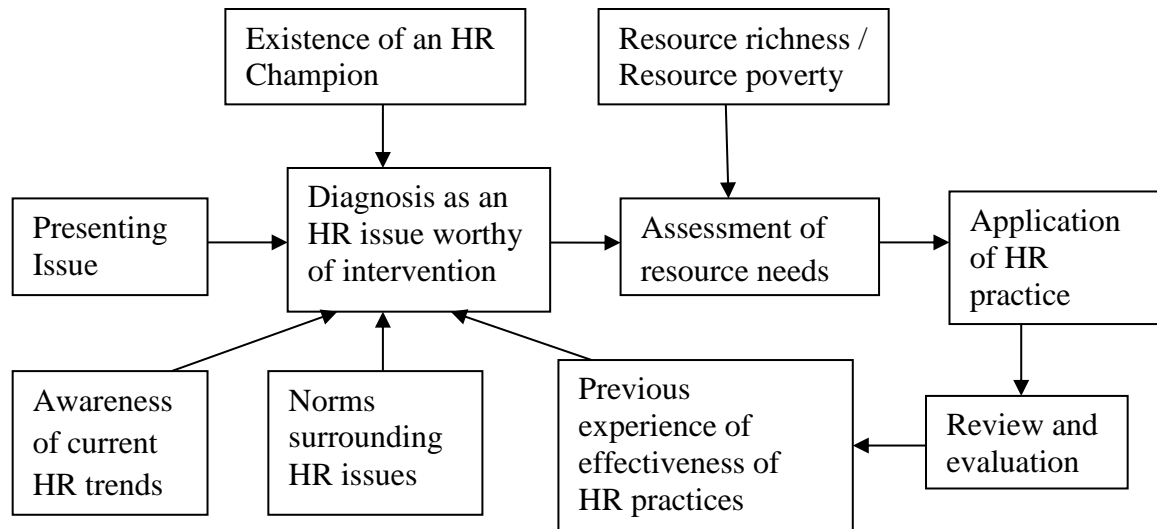 Existence of an HR
Champion
Resource richness /
Resource poverty
Presenting
Issue
Diagnosis as an
HR issue worthy
of intervention
Assessment of
resource needs
Application
of HR
practice
Awareness
of current
HR trends
Norms
surrounding
HR issues
Previous
experience of
effectiveness of
HR practices
Review and
evaluation